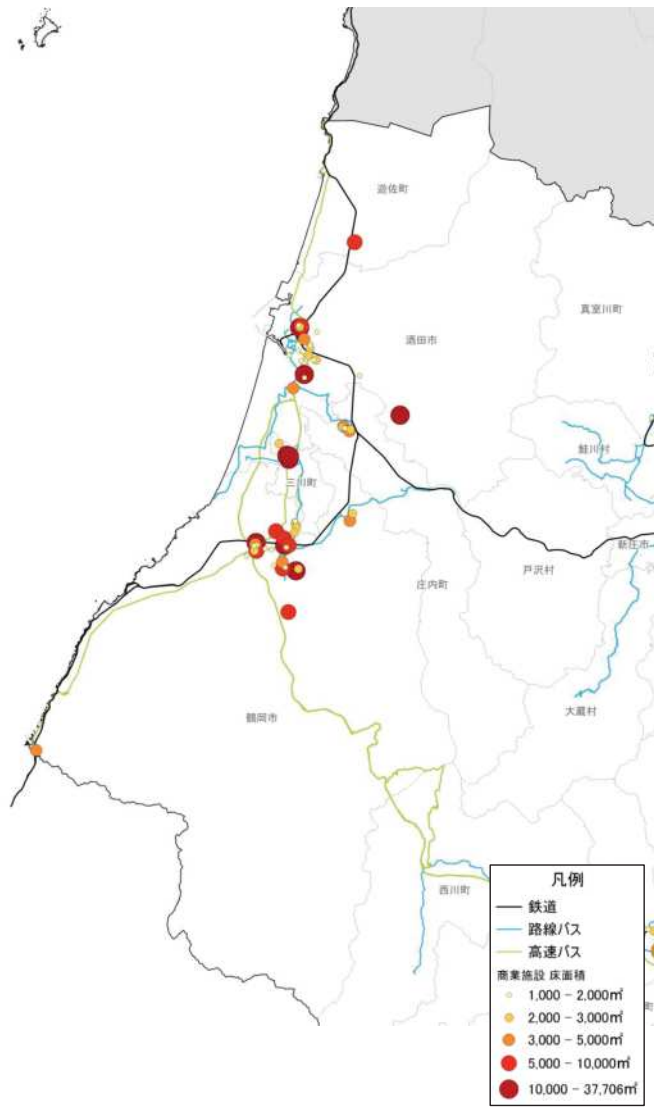 遊佐町
真室川町
酒田市
鮭川村
三川町
新庄市
戸沢村
庄内町
大蔵村
鶴岡市
西川町
凡例
鉄道
路線バス
高速バス
商業施設 床面積
1,000 - 2,000㎡
2,000 - 3,000㎡
3,000 - 5,000㎡
5,000 - 10,000㎡
10,000 - 37,706㎡
町